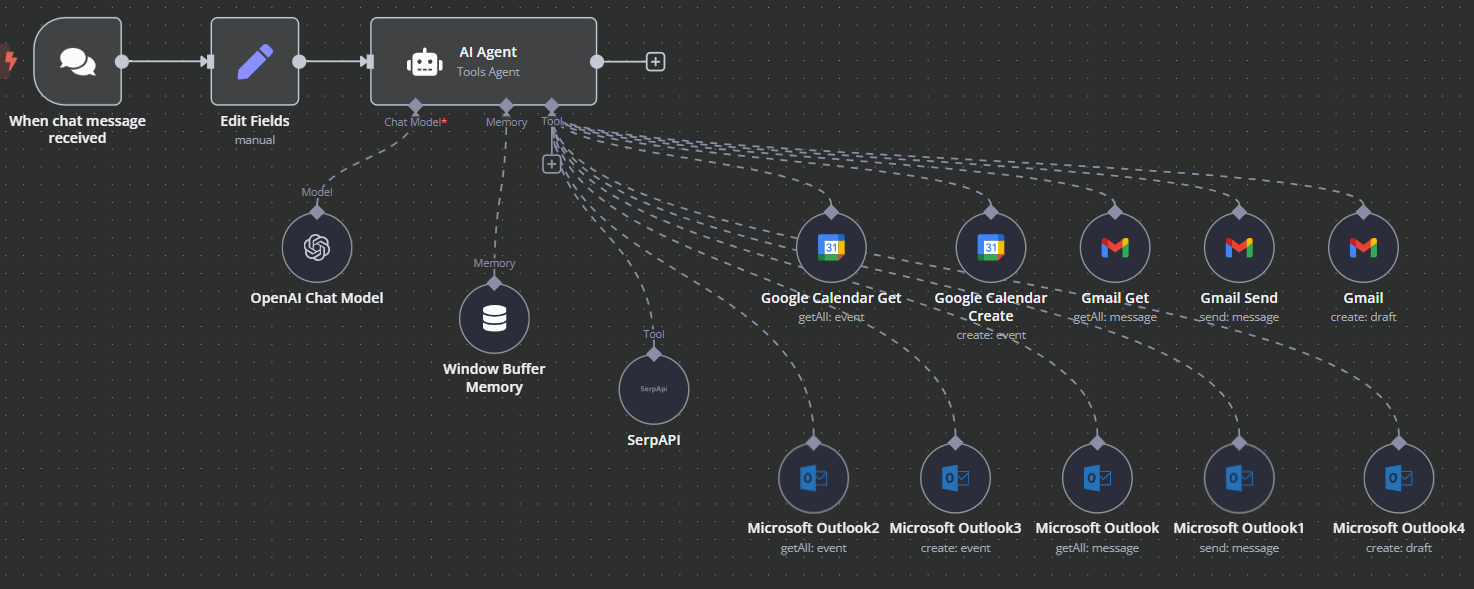 AI Agent
Tools Agent
When chat message
received
Edit Fields
manual
Chat Model*
Memory
Tool
Model
OpenAI Chat Model
Memory
Window Buffer
Memory
Tool
SerpApi
SerpAPI
31
Google Calendar Get
getAll: event
31
Google Calendar
Create
create: event
Gmail Get
getAll: message
Gmail Send
send: message
Gmail
create: draft
Microsoft Outlook2
getAll: event
Microsoft Outlook3
create: event
Microsoft Outlook
getAll: message
Microsoft Outlook1
send: message
Microsoft Outlook4
create: draft